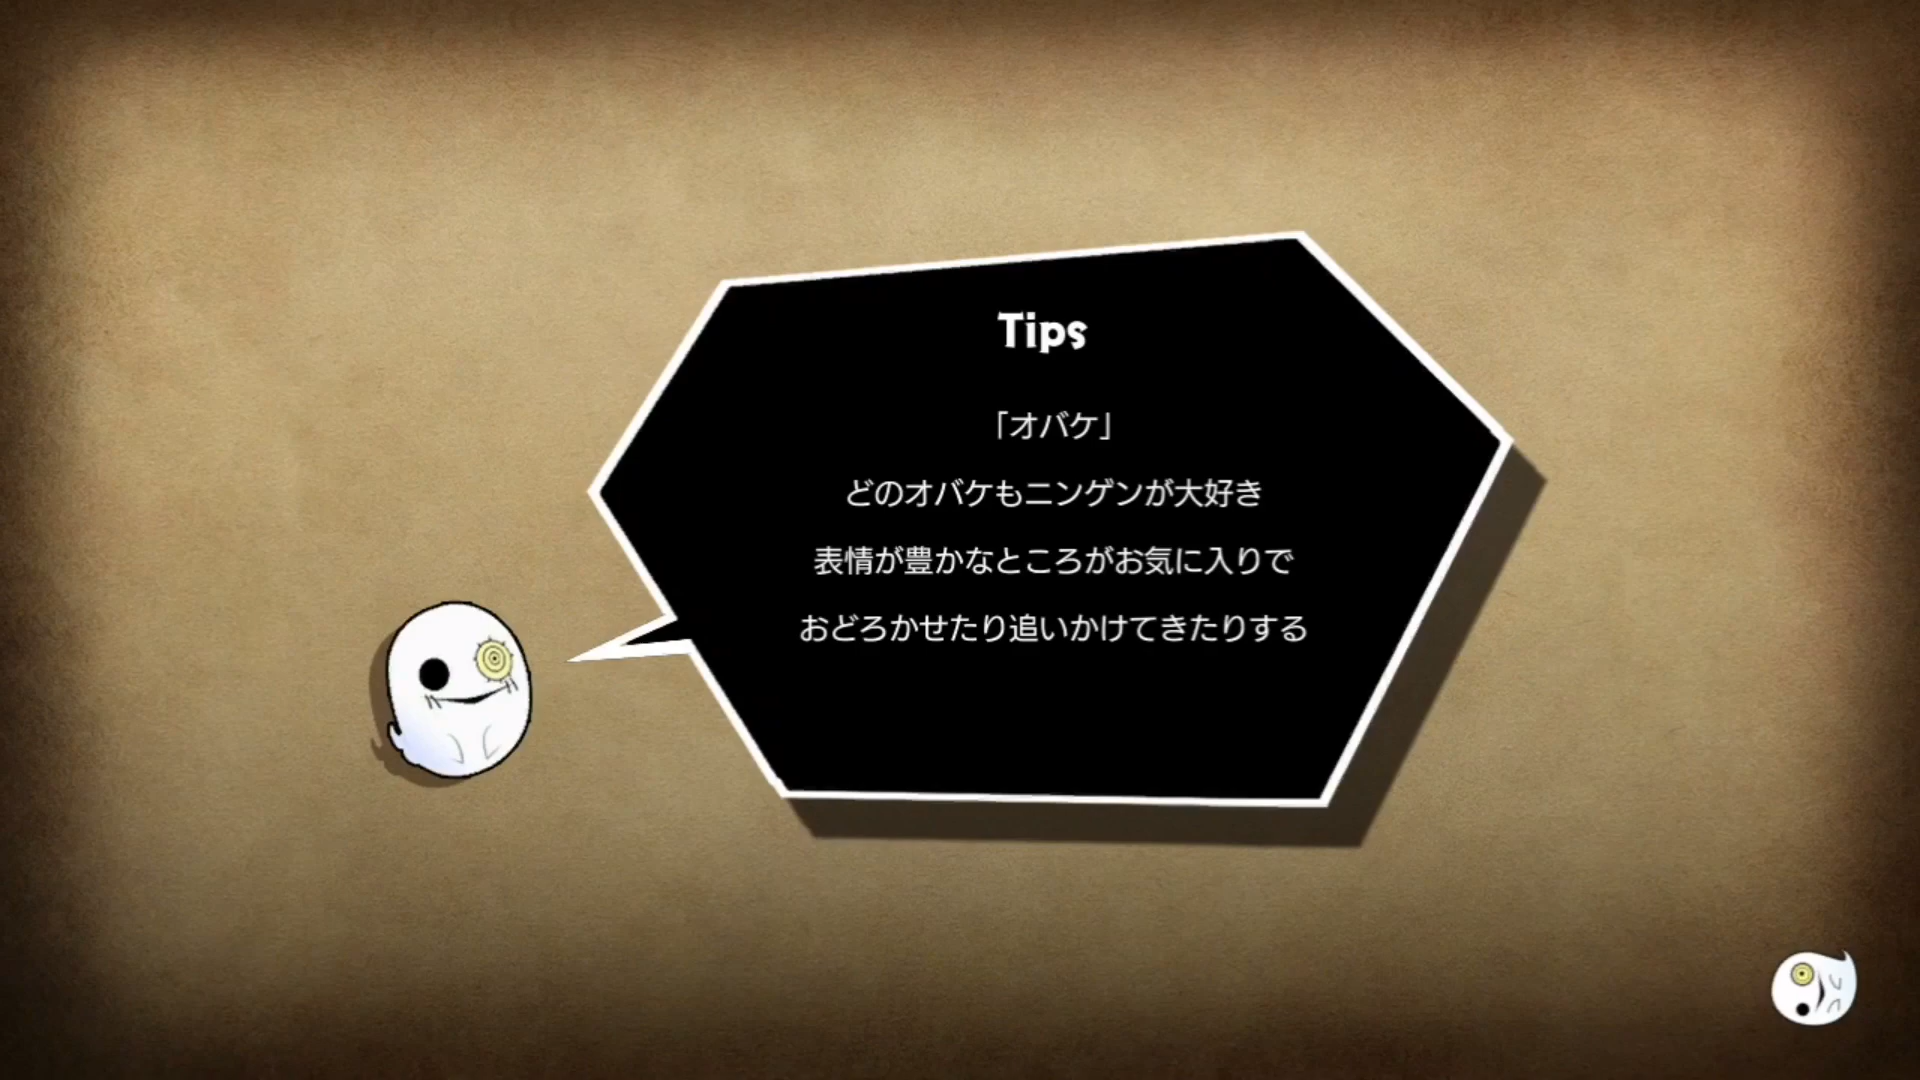 Tips
「オバケ」
どのオバケもニンゲンが大好き
表情が豊かなところがお気に入りで
おどろかせたり追いかけてきたりする